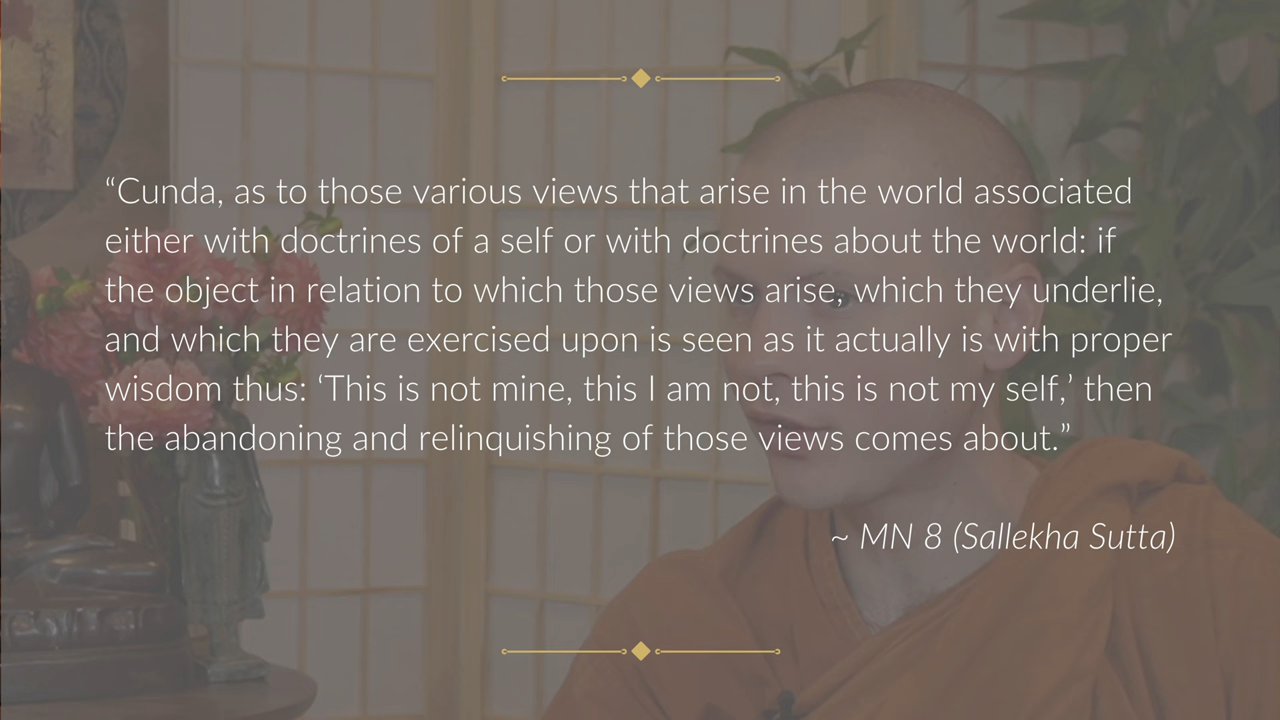 “Cunda, as to those various views that arise in the world associated
either with doctrines of a self or with doctrines about the world: if
the object in relation to which those views arise, which they underlie,
and which they are exercised upon is seen as it actually is with proper
wisdom thus: ‘This is not mine, this I am not, this is not my self,’ then
the abandoning and relinquishing of those views comes about.”
~ MN 8 (Sallekha Sutta)